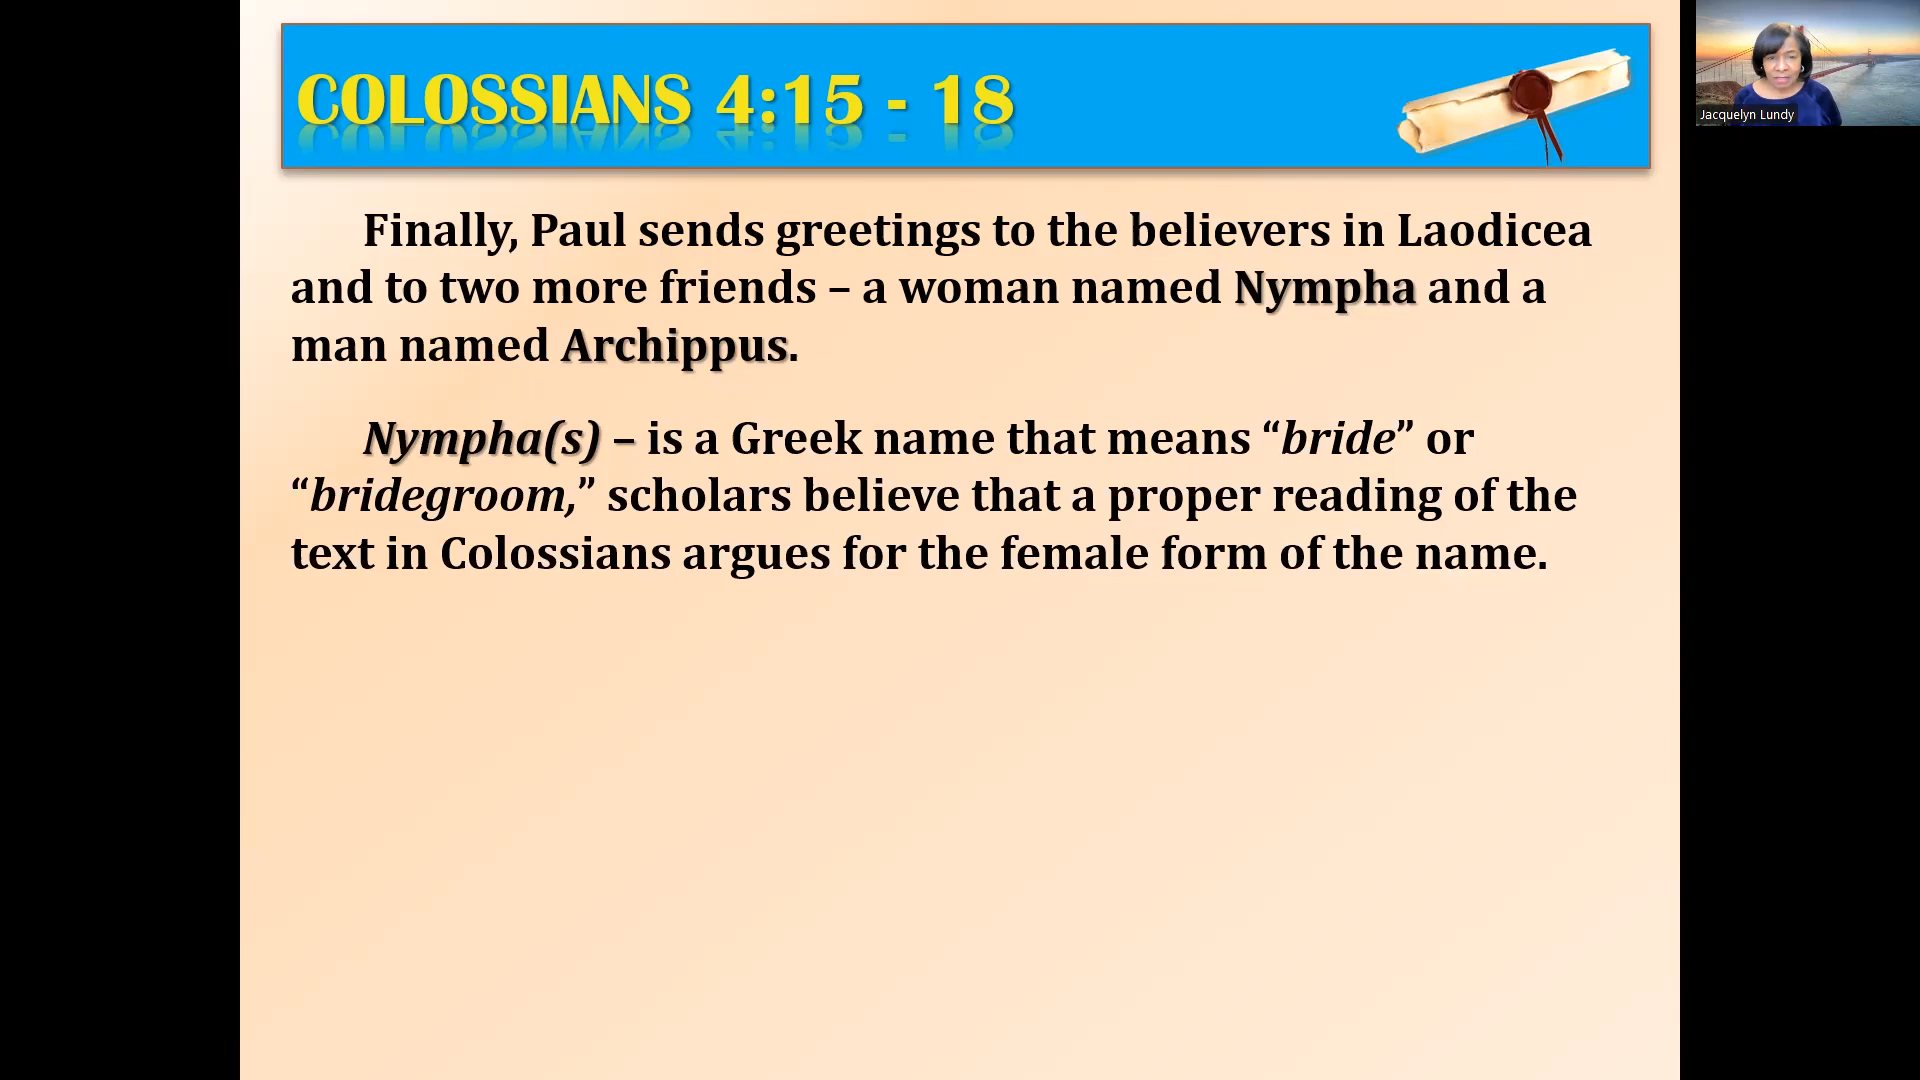 COLOSSIANS 4:15 - 18
Jacquelyn Lundy
Finally, Paul sends greetings to the believers in Laodicea
and to two more friends – a woman named Nympha and a
man named Archippus.
Nympha(s) – is a Greek name that means “bride” or
“bridegroom,” scholars believe that a proper reading of the
text in Colossians argues for the female form of the name.